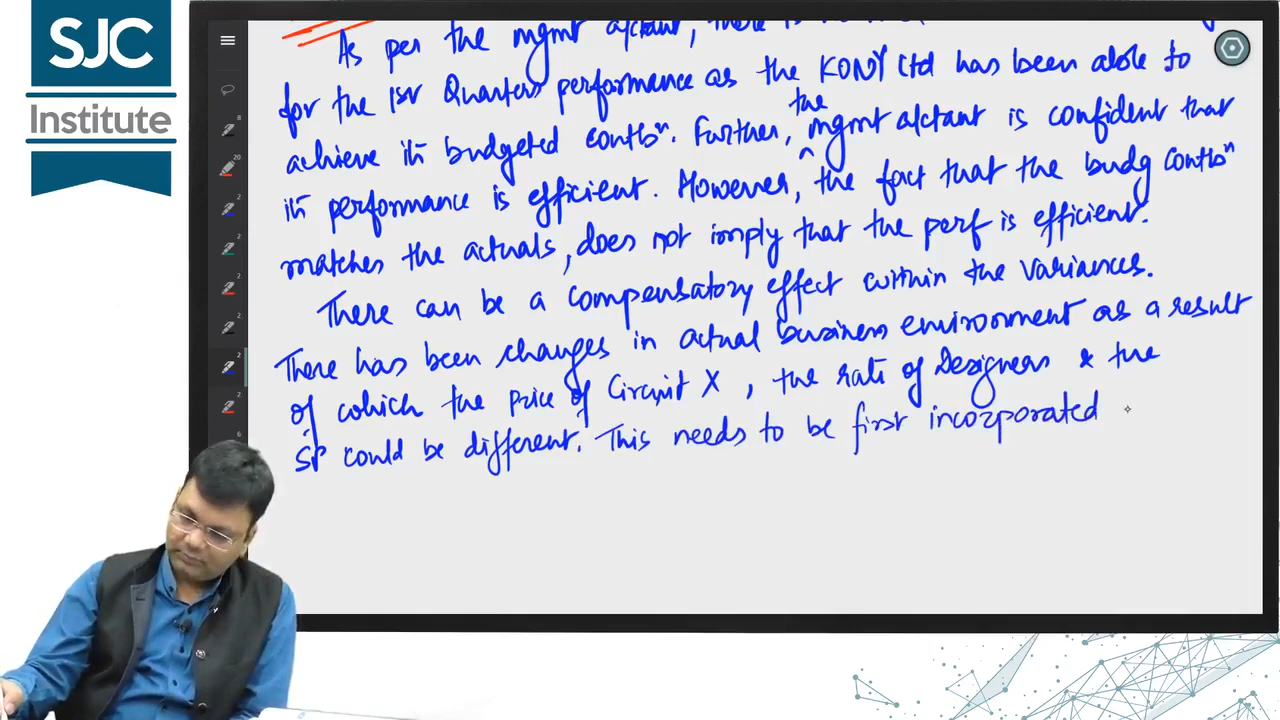 SJC
Institute
As per the mgmt a/ctant, there is
for the 1st Quarters performance as the KONY Ltd has been able to
achieve its budgeted contbⁿ. Further, the mgmt a/ctant is confident that
its performance is efficient. However, the fact that the budg contbⁿ
matches the actuals, does not imply that the perf is efficient.
There can be a compensatory effect within the variances.
There has been changes in actual business environment as a result
of which the price of Circuit X, the rate of Designers & the
SP could be different. This needs to be first incorporated